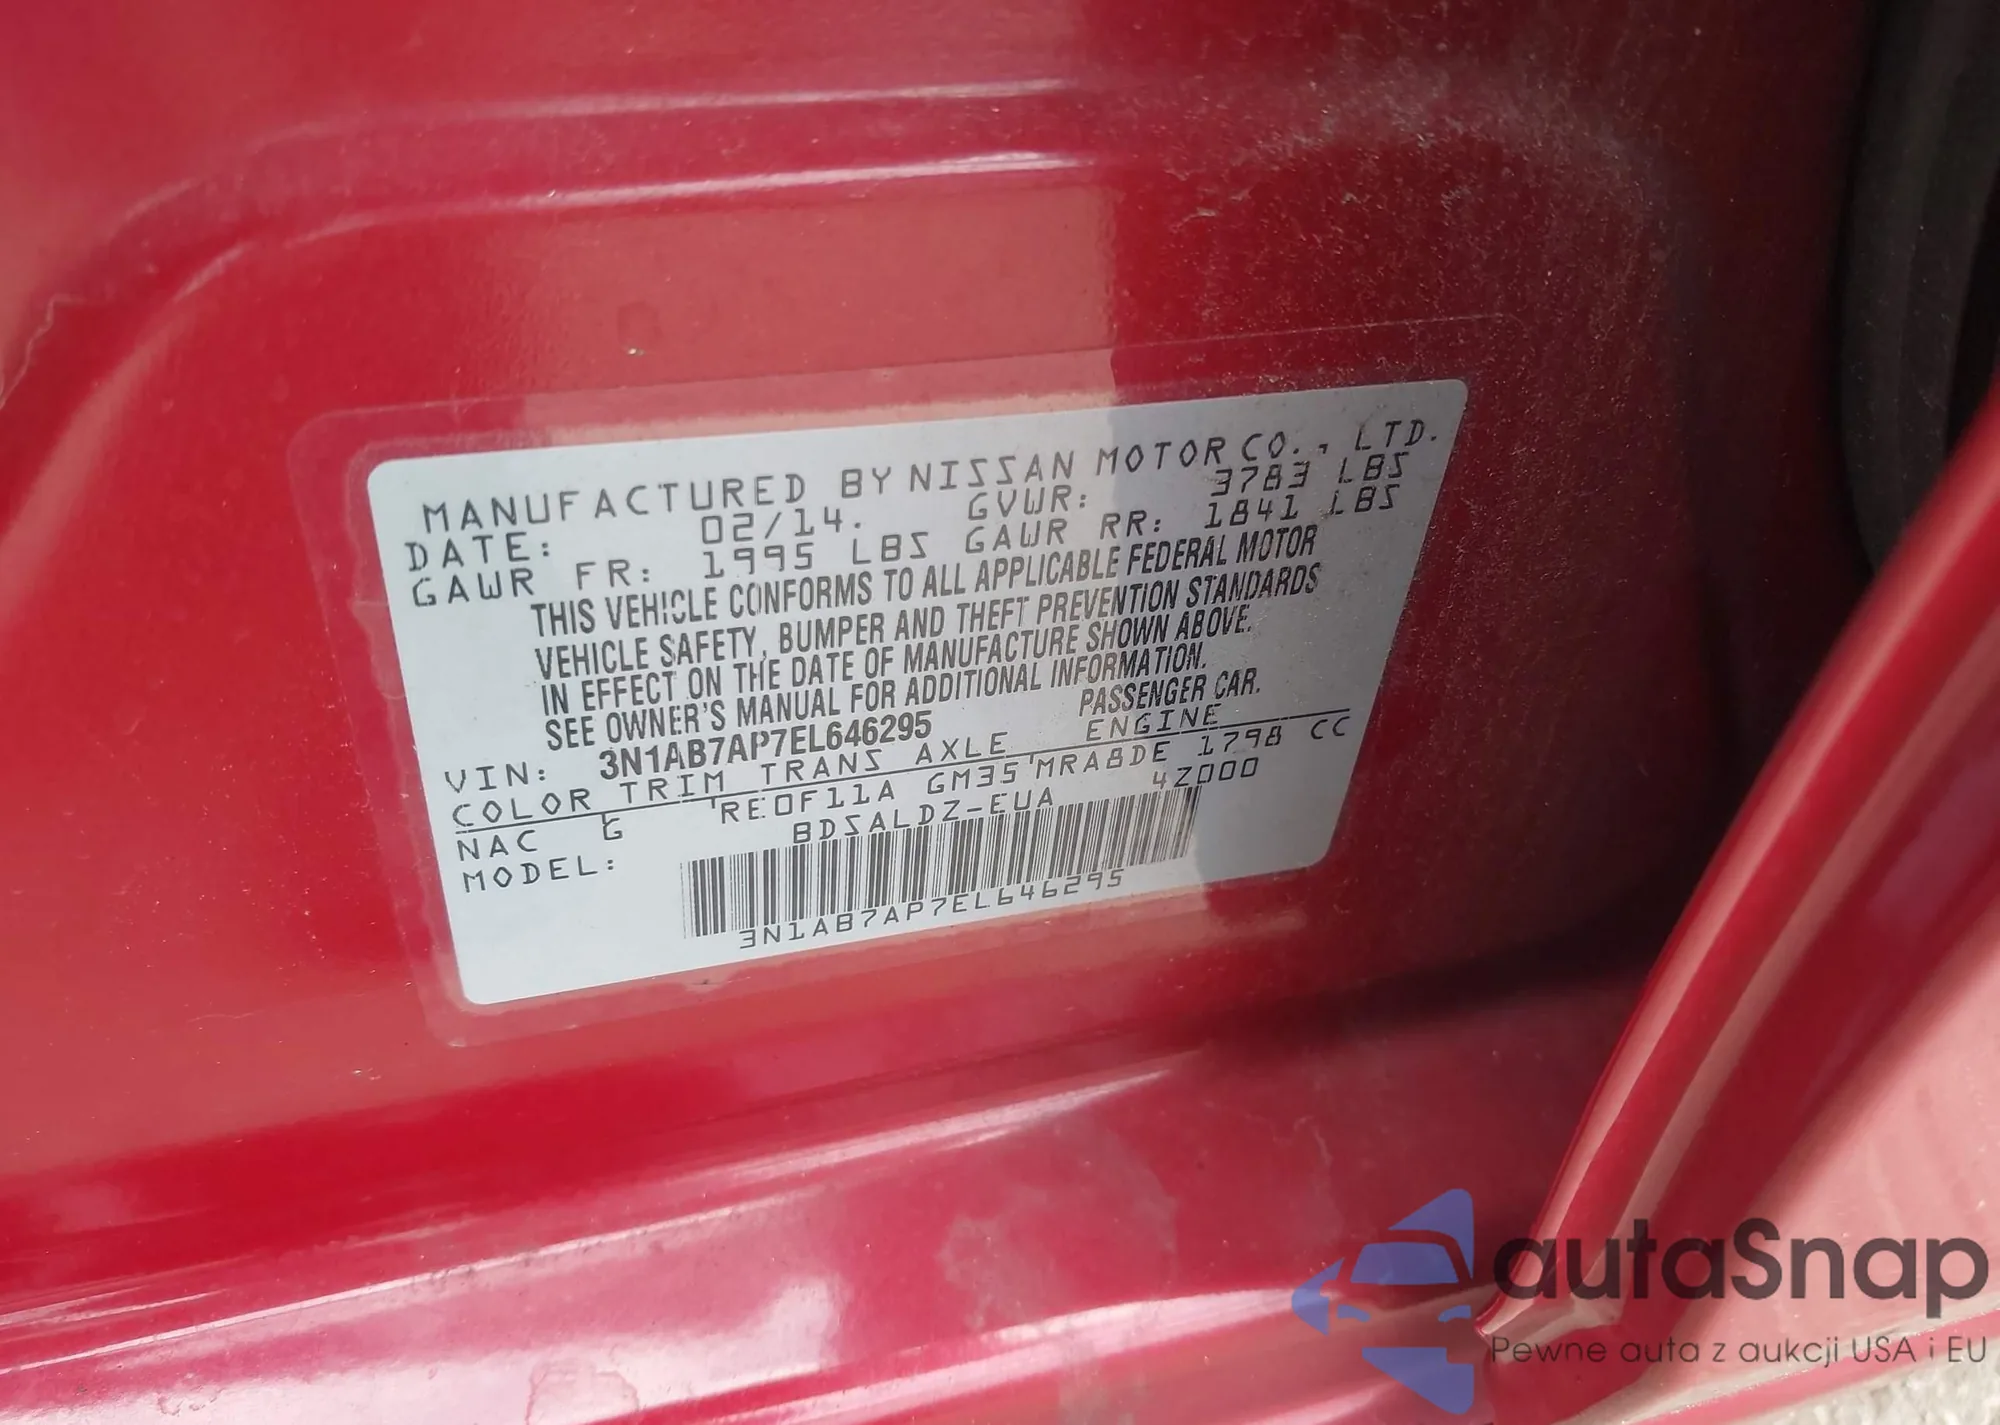 MANUFACTURED BY NISSAN MOTOR CO., LTD.
DATE: 02/14. GVWR: 3783 LBS
GAWR FR: 1995 LBS GAWR RR: 1841 LBS
THIS VEHICLE CONFORMS TO ALL APPLICABLE FEDERAL MOTOR
VEHICLE SAFETY, BUMPER AND THEFT PREVENTION STANDARDS
IN EFFECT ON THE DATE OF MANUFACTURE SHOWN ABOVE.
SEE OWNER'S MANUAL FOR ADDITIONAL INFORMATION.
VIN: 3N1AB7AP7EL646295 PASSENGER CAR.
COLOR TRIM TRANS AXLE ENGINE
NAC G RE0F11A GM35 MRA8DE 1798 CC
MODEL: BDSALDZ-EUA 4Z000
3N1AB7AP7EL646295
autaSnap
Pewne auta z aukcji USA i EU